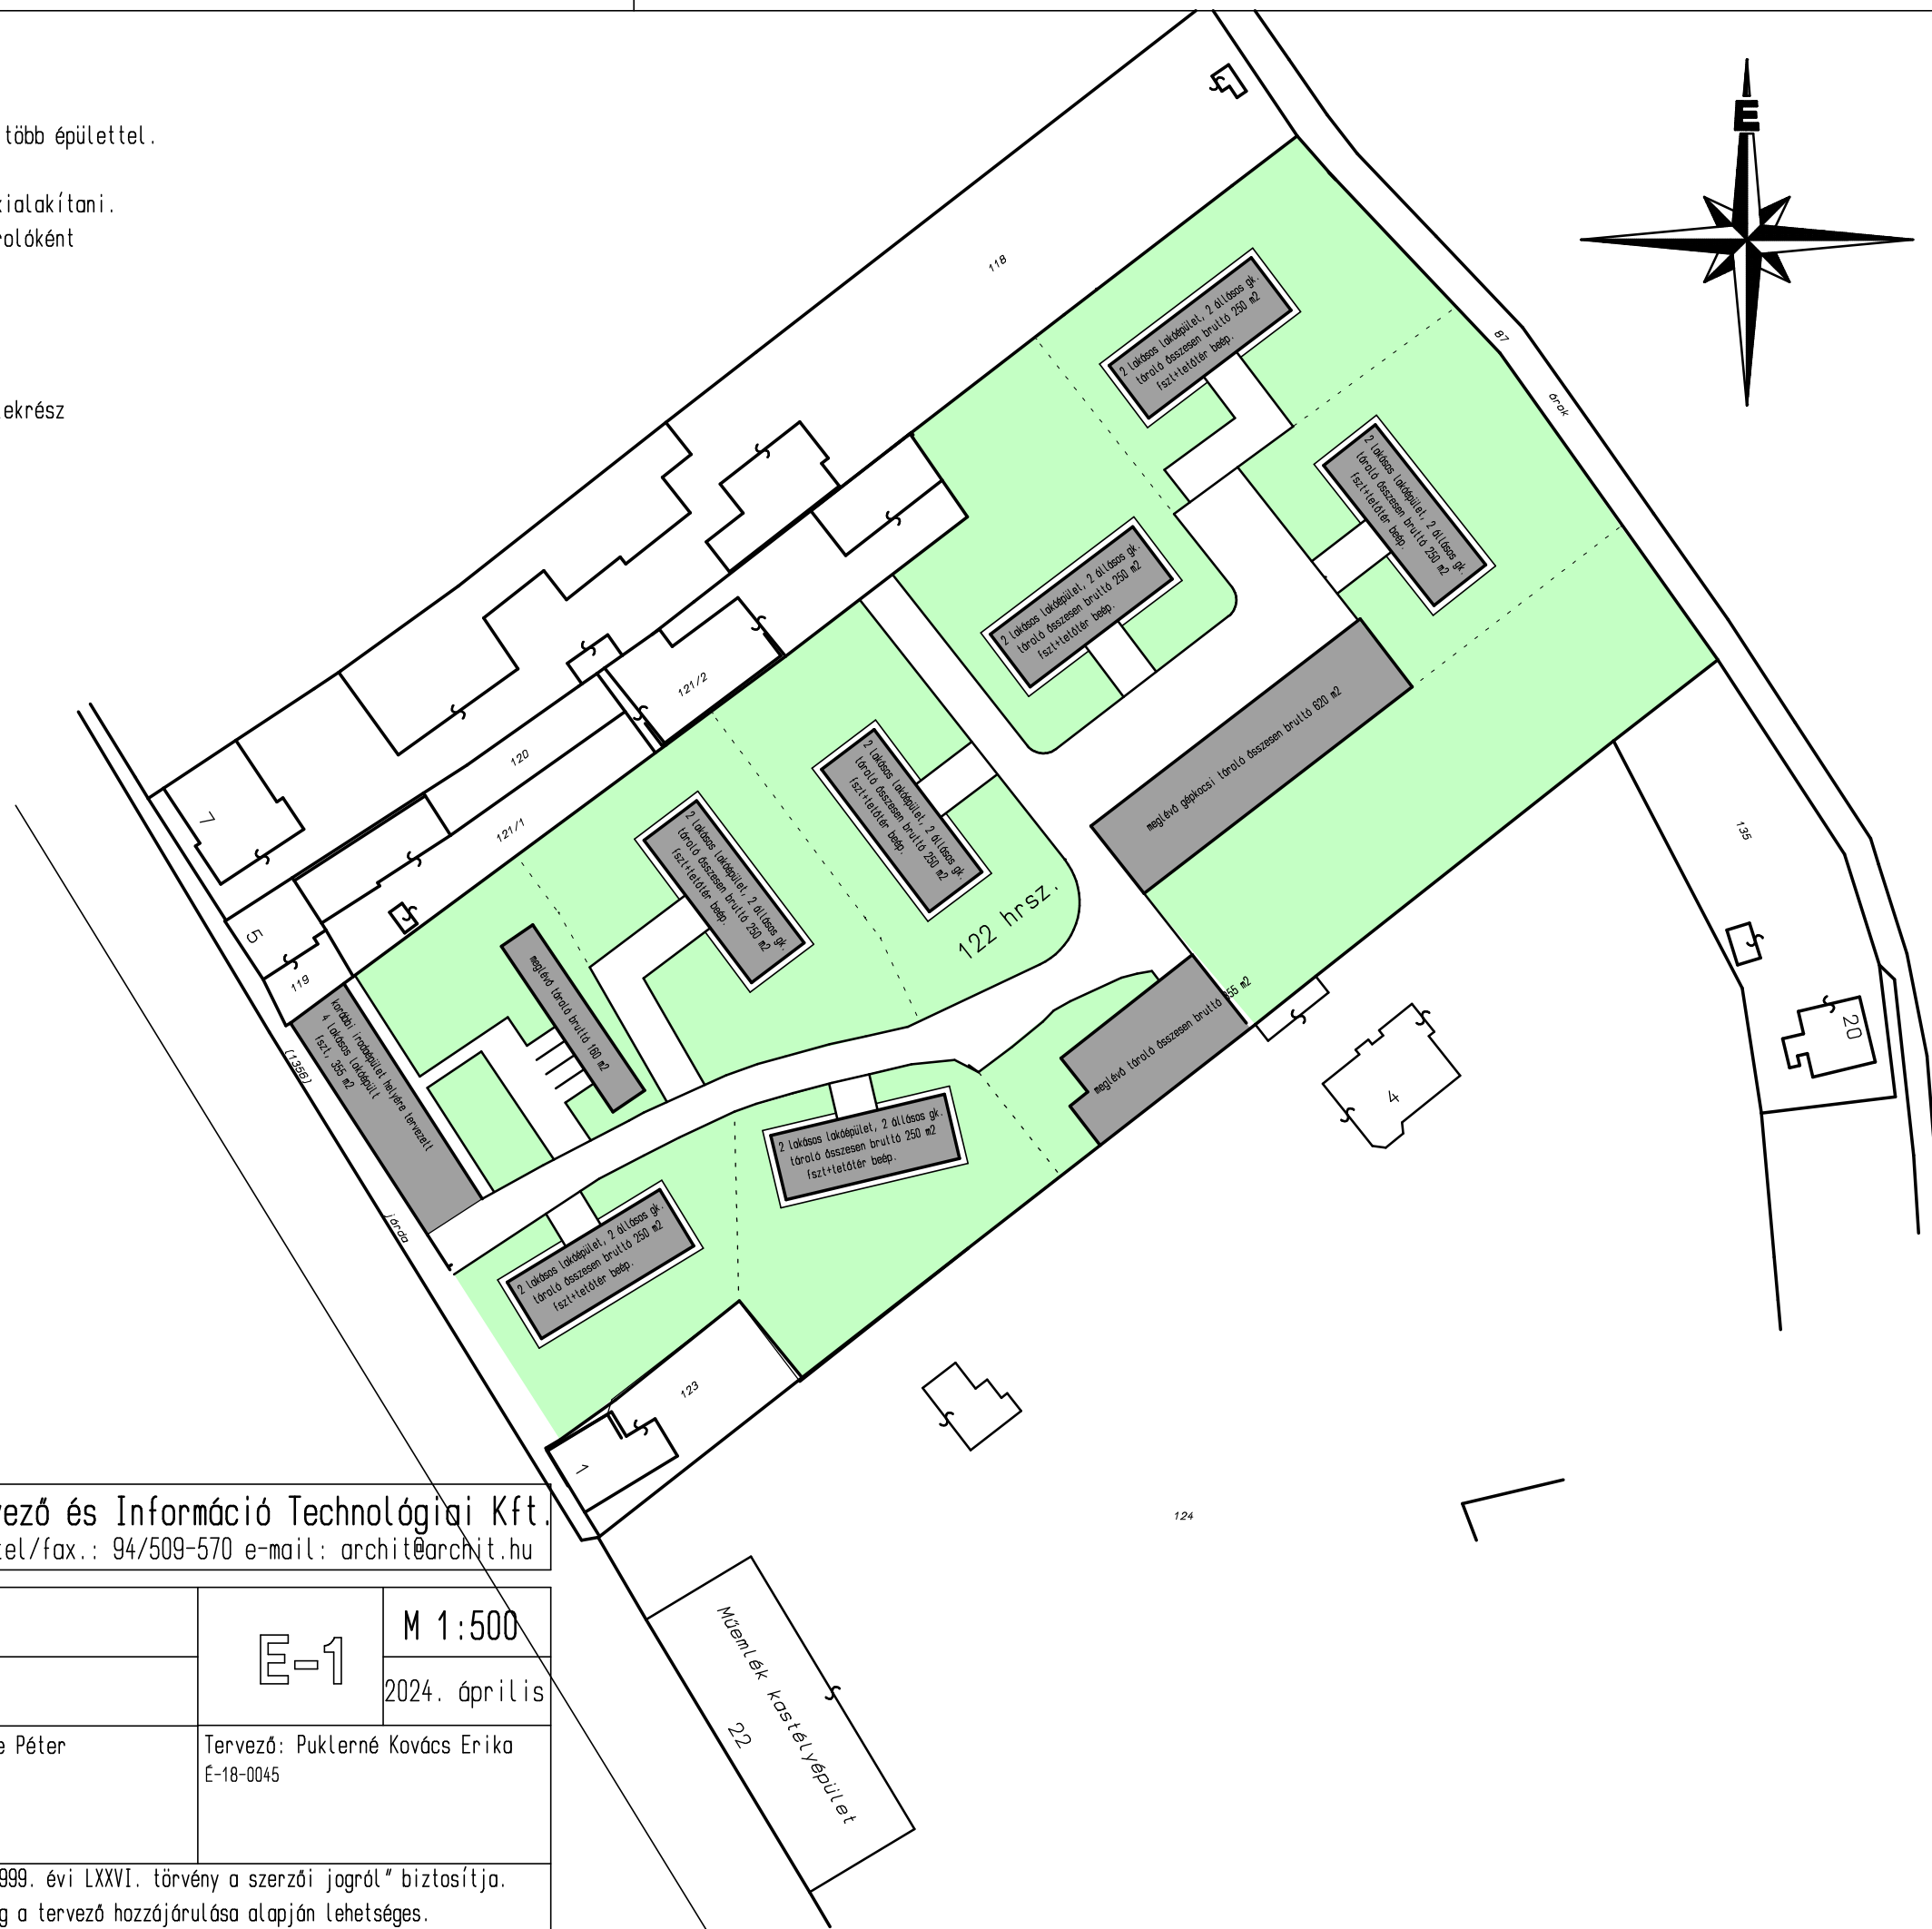 több épülettel.
kialakítani.
rolóként
ekrész
E
118
87
árok
2 lakásos lakóépület, 2 állásos gk.
tároló összesen bruttó 250 m2
fszt+tetőtér beép.
2 lakásos lakóépület, 2 állásos gk.
tároló összesen bruttó 250 m2
fszt+tetőtér beép.
2 lakásos lakóépület, 2 állásos gk.
tároló összesen bruttó 250 m2
fszt+tetőtér beép.
121/2
120
121/1
7
5
119
2 lakásos lakóépület, 2 állásos gk.
tároló összesen bruttó 250 m2
fszt+tetőtér beép.
2 lakásos lakóépület, 2 állásos gk.
tároló összesen bruttó 250 m2
fszt+tetőtér beép.
meglévő gépkocsi tároló összesen bruttó 620 m2
135
122 hrsz.
meglévő tároló bruttó 160 m2
korábbi irodaépület helyére tervezett
4 lakásos lakóépült
fszt, 355 m2
(1356)
járda
meglévő tároló összesen bruttó 355 m2
20
4
2 lakásos lakóépület, 2 állásos gk.
tároló összesen bruttó 250 m2
fszt+tetőtér beép.
2 lakásos lakóépület, 2 állásos gk.
tároló összesen bruttó 250 m2
fszt+tetőtér beép.
123
1
124
22
Műemlék kastélyépület
vező és Információ Technológiai Kft.
tel/fax.: 94/509-570 e-mail: archit@archit.hu
E-1
M 1:500
2024. április
e Péter
Tervező: Puklerné Kovács Erika
É-18-0045
999. évi LXXVI. törvény a szerzői jogról" biztosítja.
g a tervező hozzájárulása alapján lehetséges.